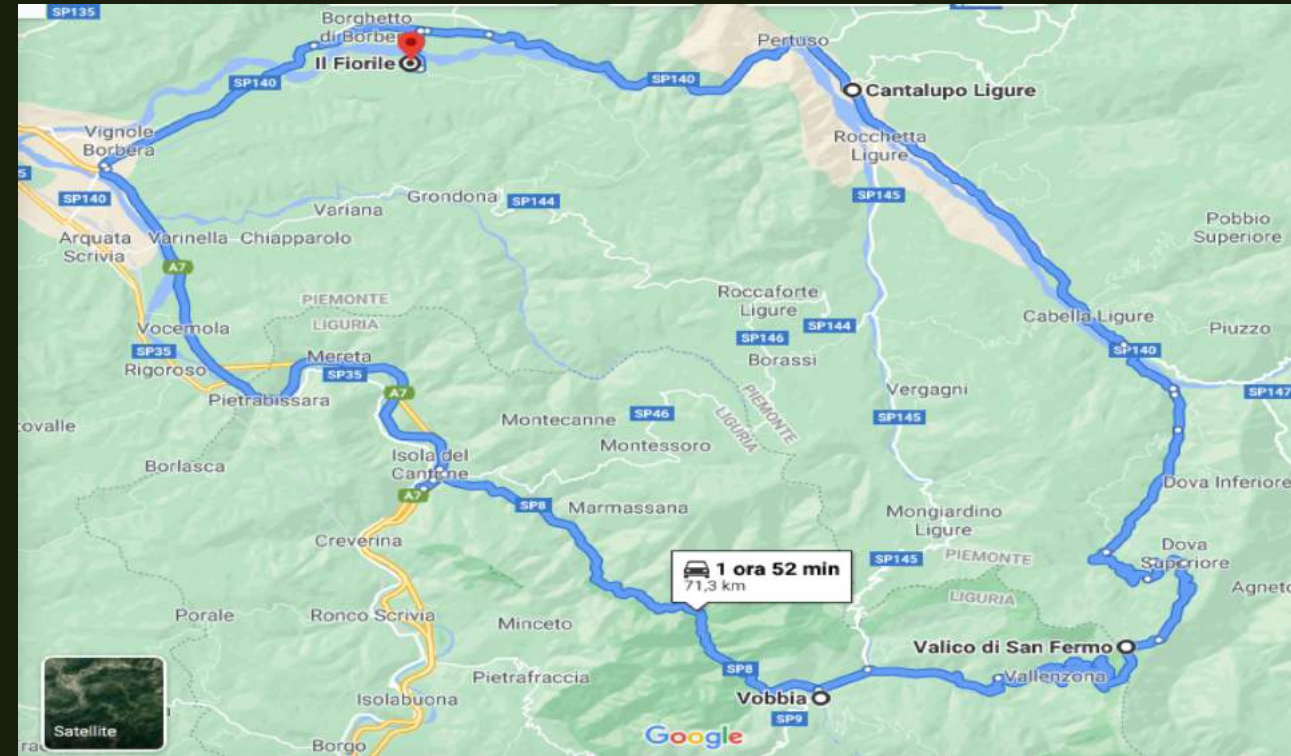 SP135
Borghetto
di Borber
Il Fiorile
Pertuso
SP140
SP140
Cantalupo Ligure
Vignole
Borbera
Rocchetta
Ligure
SP140
SP145
Grondona
SP144
Variana
Pobbio
Superiore
Arquata
Scrivia
Varinella
Chiapparolo
A7
PIEMONTE
LIGURIA
Roccaforte
Ligure
SP144
Vocemola
Cabella Ligure
Piuzzo
SP146
SP35
Mereta
SP140
Rigoroso
SP35
Borassi
Pietrabissara
A7
Vergagni
SP147
PIEMONTE
LIGURIA
SP145
Montecanne
SP46
tovalle
Montessoro
Borlasca
Isola del
Cantone
Dova Inferiore
A7
SP8
Marmassana
Mongiardino
Ligure
Creverina
Dova
Superiore
1 ora 52 min
71,3 km
SP145
PIEMONTE
LIGURIA
Agneto
Porale
Ronco Scrivia
Minceto
Valico di San Fermo
SP8
Pietrafraccia
Vallenzona
Isolabuona
Vobbia
SP9
Satellite
Google
Borgo